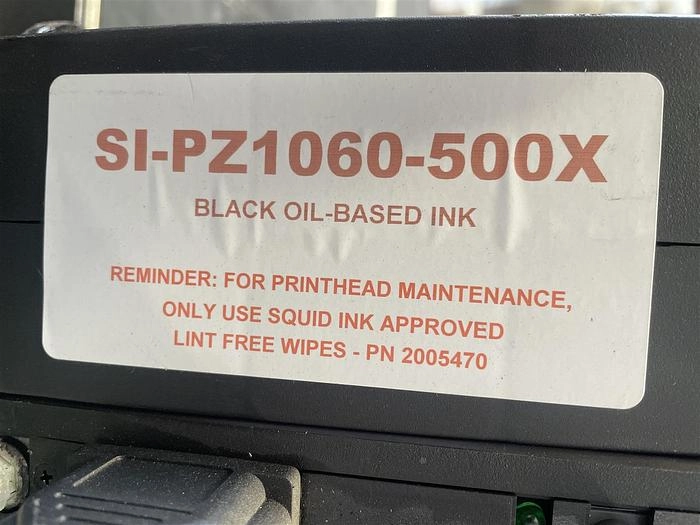 SI-PZ1060-500X
BLACK OIL-BASED INK
REMINDER: FOR PRINTHEAD MAINTENANCE,
ONLY USE SQUID INK APPROVED
LINT FREE WIPES - PN 2005470